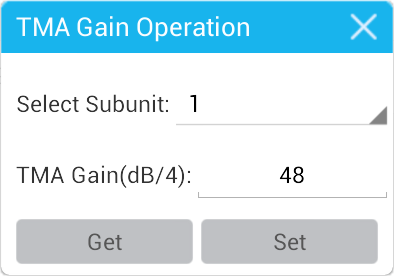 TMA Gain Operation
Select Subunit: 1
TMA Gain(dB/4): 48
Get Set